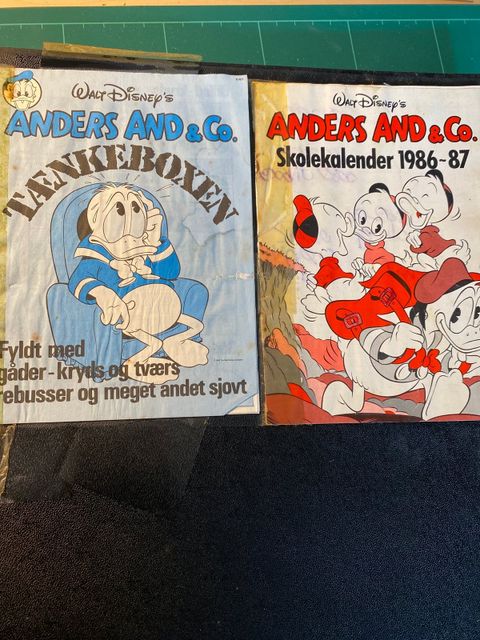 Walt Disney's
ANDERS AND & Co.
TÆNKEBOXEN
Fyldt med
gåder - kryds og tværs
rebusser og meget andet sjovt
Walt Disney's
ANDERS AND & Co.
Skolekalender 1986-87